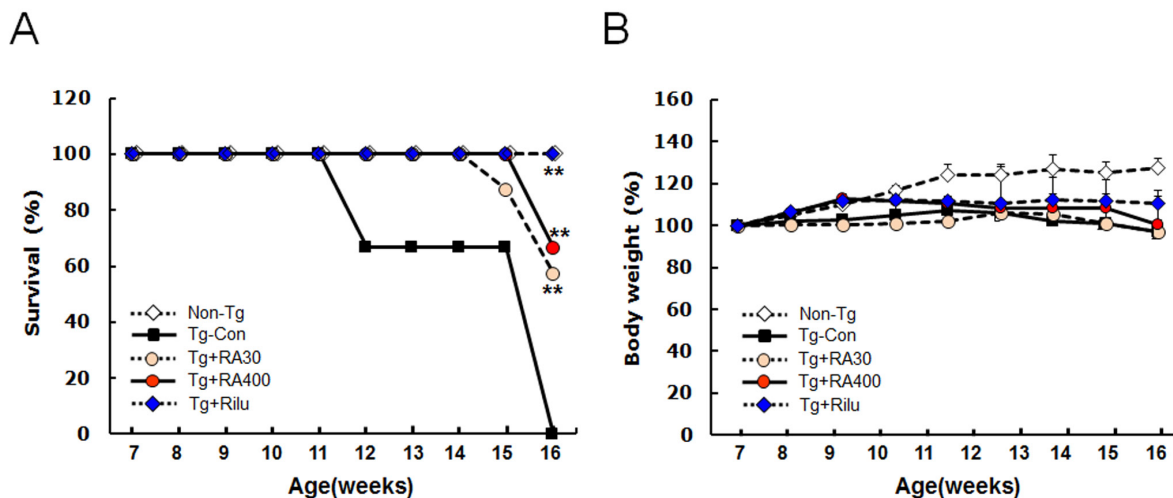 A
B
120
100
80
60
40
20
0
Survival (%)
**
**
**
Non-Tg
Tg-Con
Tg+RA30
Tg+RA400
Tg+Rilu
7 8 9 10 11 12 13 14 15 16
Age(weeks)
160
140
120
100
80
60
40
20
0
Body weight (%)
Non-Tg
Tg-Con
Tg+RA30
Tg+RA400
Tg+Rilu
7 8 9 10 11 12 13 14 15 16
Age(weeks)